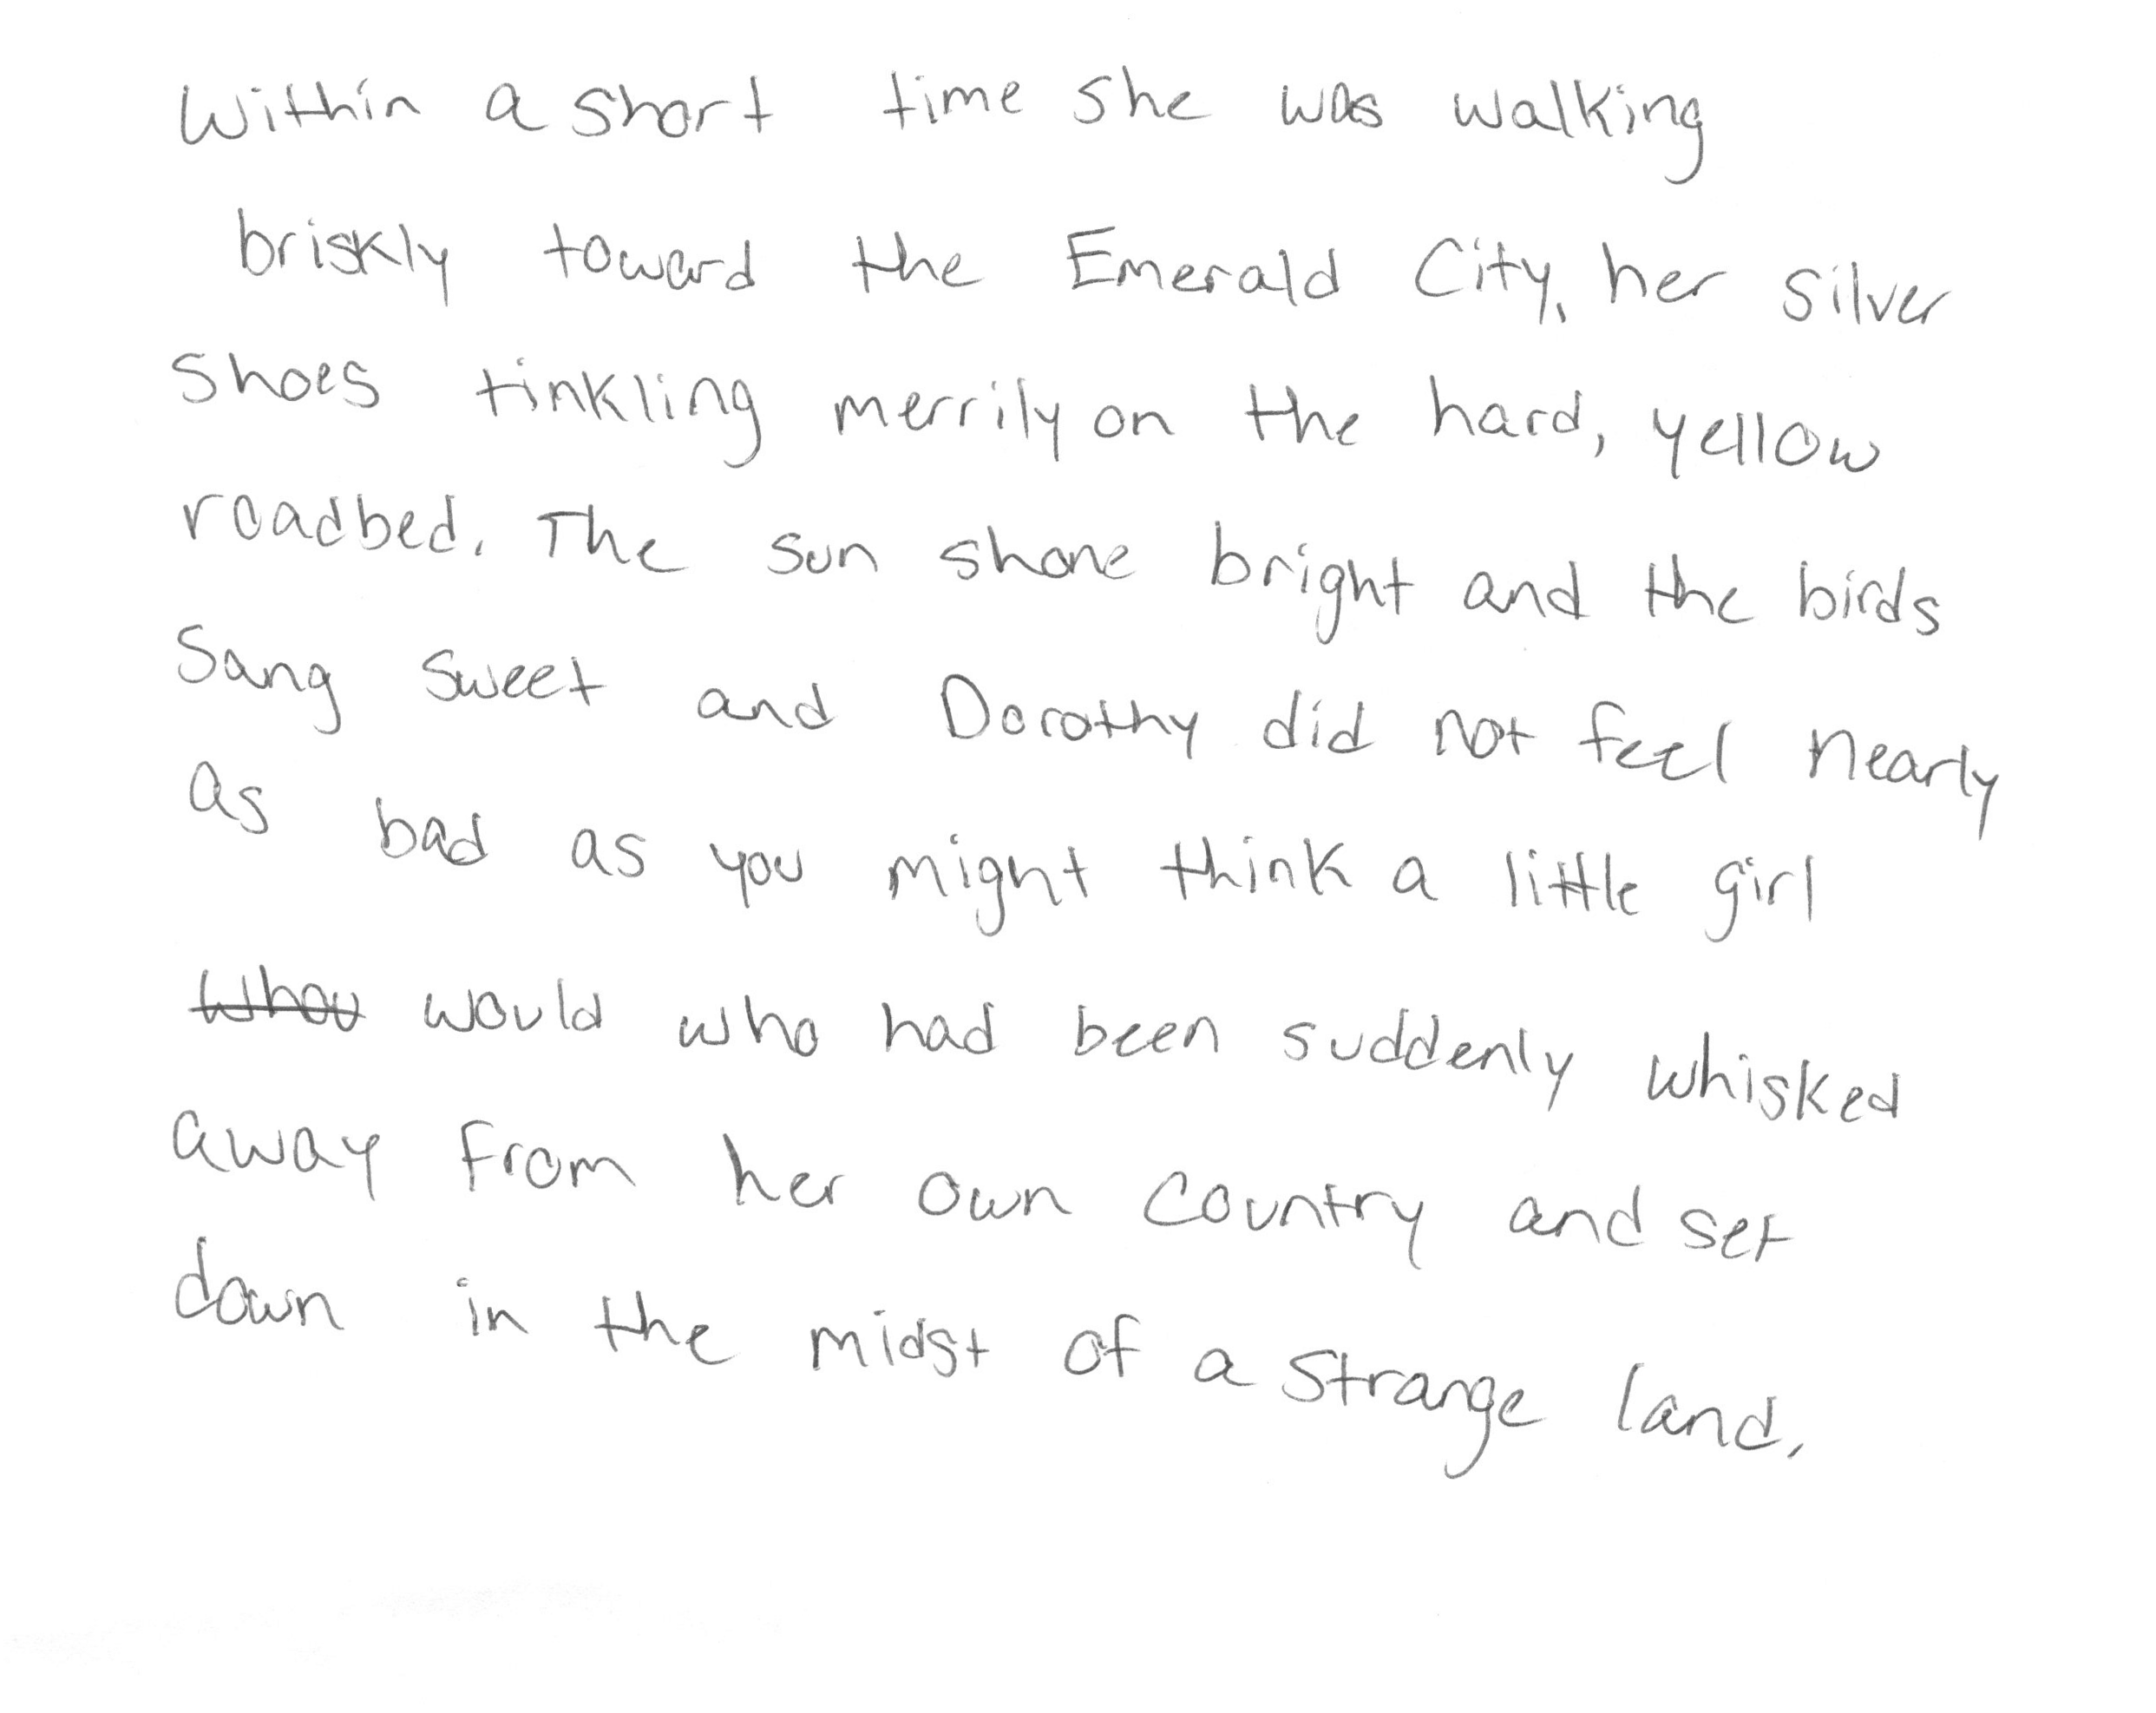 Within a short time she was walking
briskly toward the Emerald City, her silver
shoes tinkling merrily on the hard, yellow
roadbed. The sun shone bright and the birds
sang sweet and Dorothy did not feel nearly
as bad as you might think a little girl
would who had been suddenly whisked
away from her own country and set
down in the midst of a strange land.